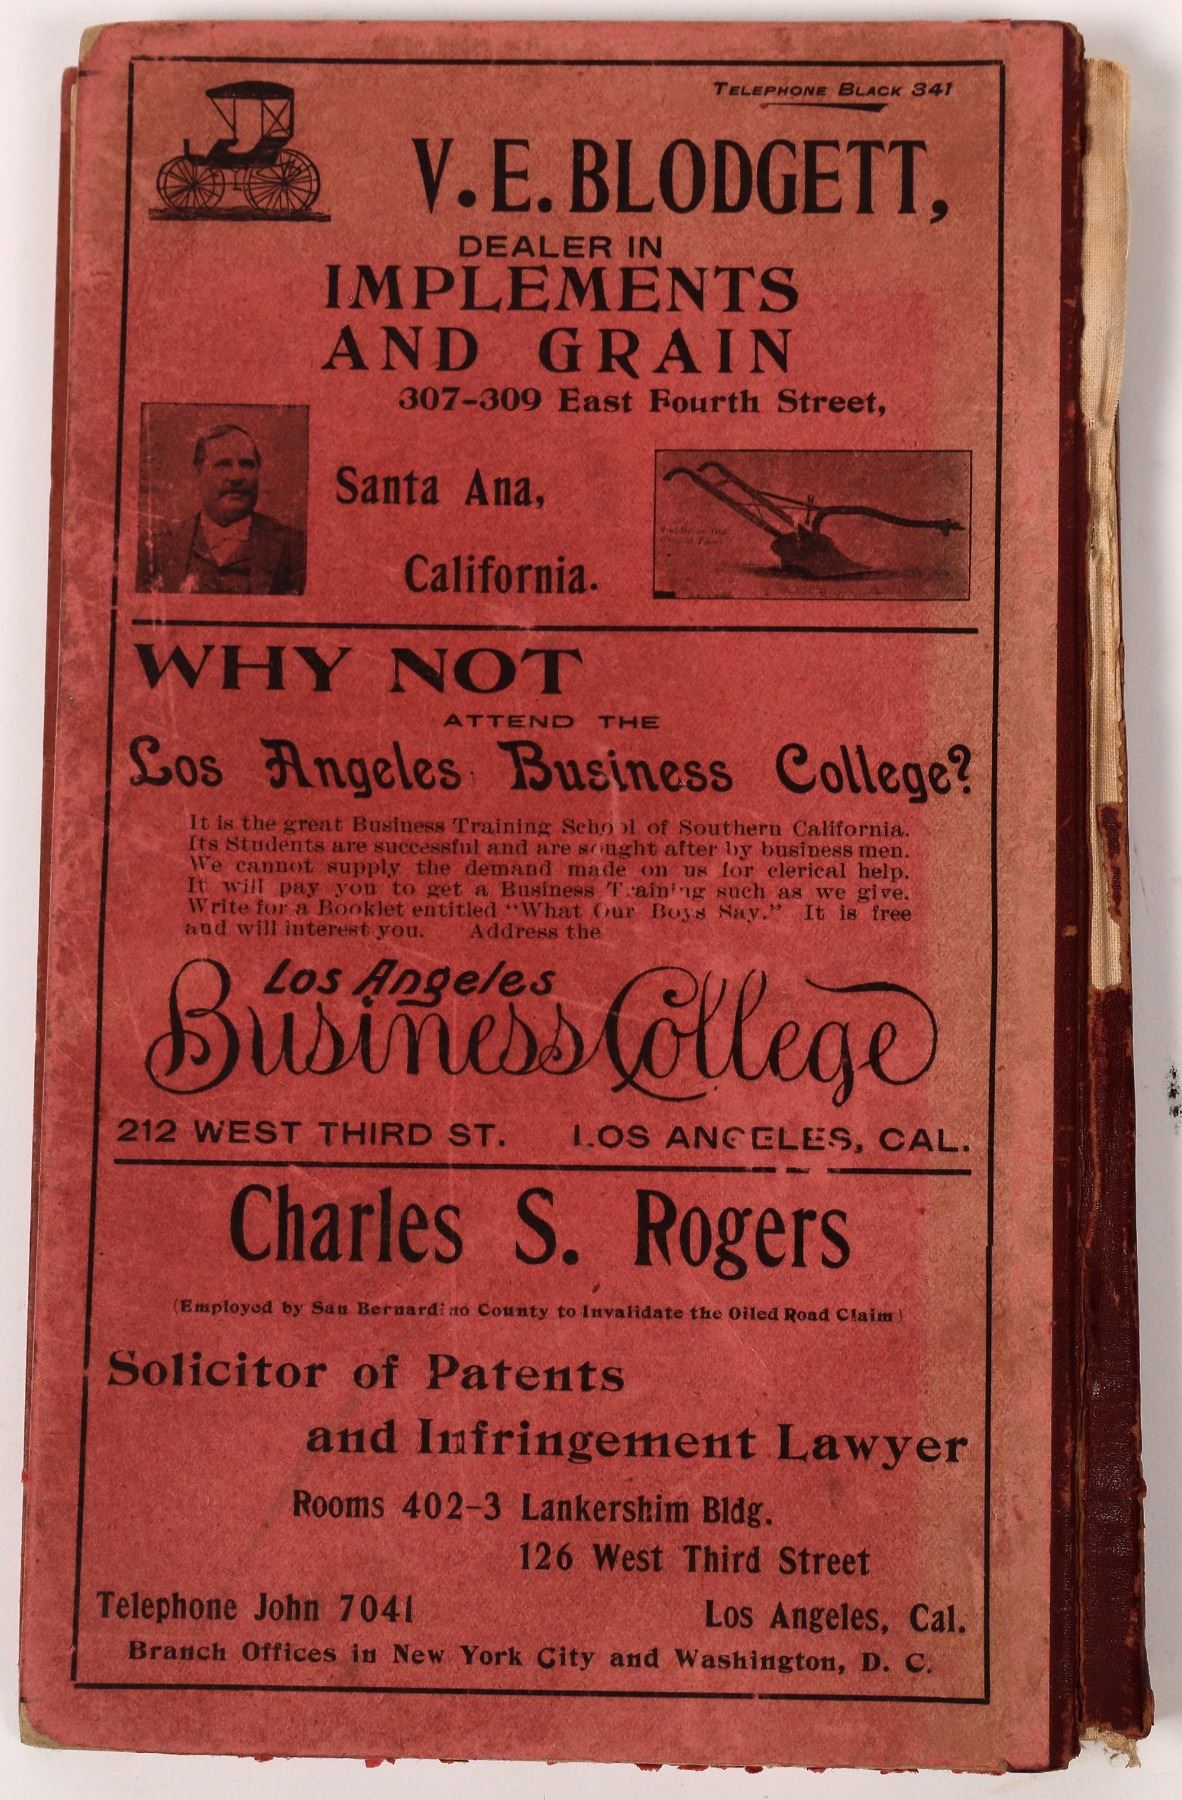 TELEPHONE BLACK 341
V. E. BLODGETT,
DEALER IN
IMPLEMENTS
AND GRAIN
307-309 East Fourth Street,
Santa Ana,
California.
WHY NOT
ATTEND THE
Los Angeles Business College?
It is the great Business Training School of Southern California.
Its Students are successful and are sought after by business men.
We cannot supply the demand made on us for clerical help.
It will pay you to get a Business Training such as we give.
Write for a Booklet entitled “What Our Boys Say.” It is free
and will interest you. Address the
Los Angeles
Business College
212 WEST THIRD ST. LOS ANGELES, CAL.
Charles S. Rogers
(Employed by San Bernardino County to Invalidate the Oiled Road Claim)
Solicitor of Patents
and Infringement Lawyer
Rooms 402-3 Lankershim Bldg.
126 West Third Street
Telephone John 7041
Los Angeles, Cal.
Branch Offices in New York City and Washington, D. C.